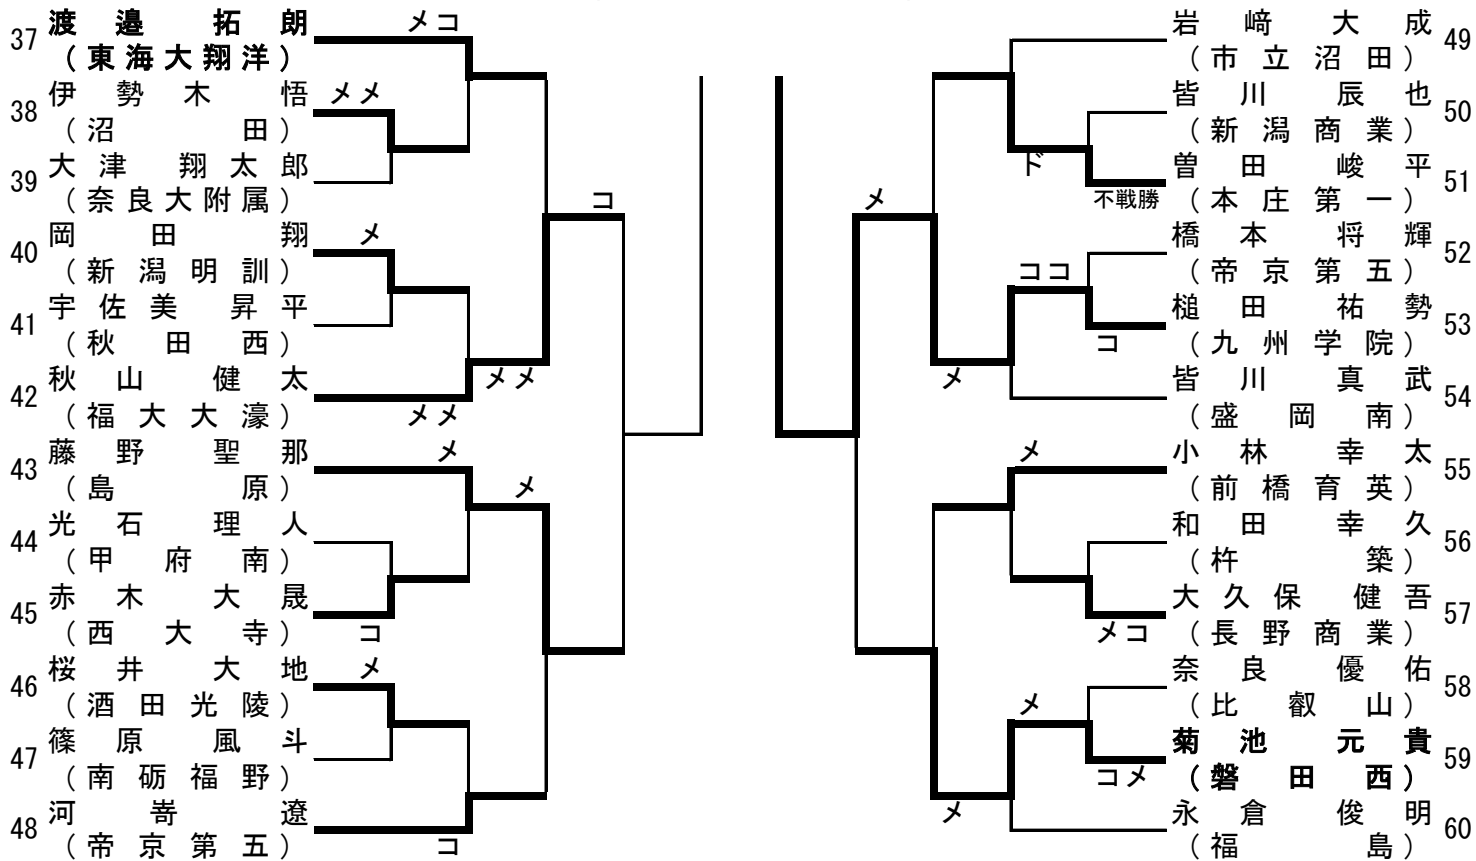 渡邉 拓朗 メコ
37
(東海大翔洋)
伊勢木 悟 メメ
38
(沼田)
大津 翔太郎
39
(奈良大附属)
コ
岡田 翔 メ
40
(新潟明訓)
宇佐美 昇平
41
(秋田西)
メメ
秋山 健太
42
(福大大濠) メメ
藤野 聖那 メ
43
(島原)
メ
光石 理人
44
(甲府南)
赤木 大晟
45
(西大寺) コ
桜井 大地 メ
46
(酒田光陵)
篠原 風斗
47
(南砺福野)
河嵜 遼
48
(帝京第五) コ
岩﨑 大成
49
(市立沼田)
皆川 辰也
50
(新潟商業)
ド
曽田 峻平
51
不戦勝 (本庄第一)
メ
橋本 将輝
52
ココ (帝京第五)
槌田 祐勢
53
コ (九州学院)
メ
皆川 真武
54
(盛岡南)
メ 小林 幸太
55
(前橋育英)
和田 幸久
56
(杵築)
大久保 健吾
57
メコ (長野商業)
奈良 優佑
58
メ (比叡山)
菊池 元貴
59
コメ (磐田西)
メ
永倉 俊明
60
(福島)